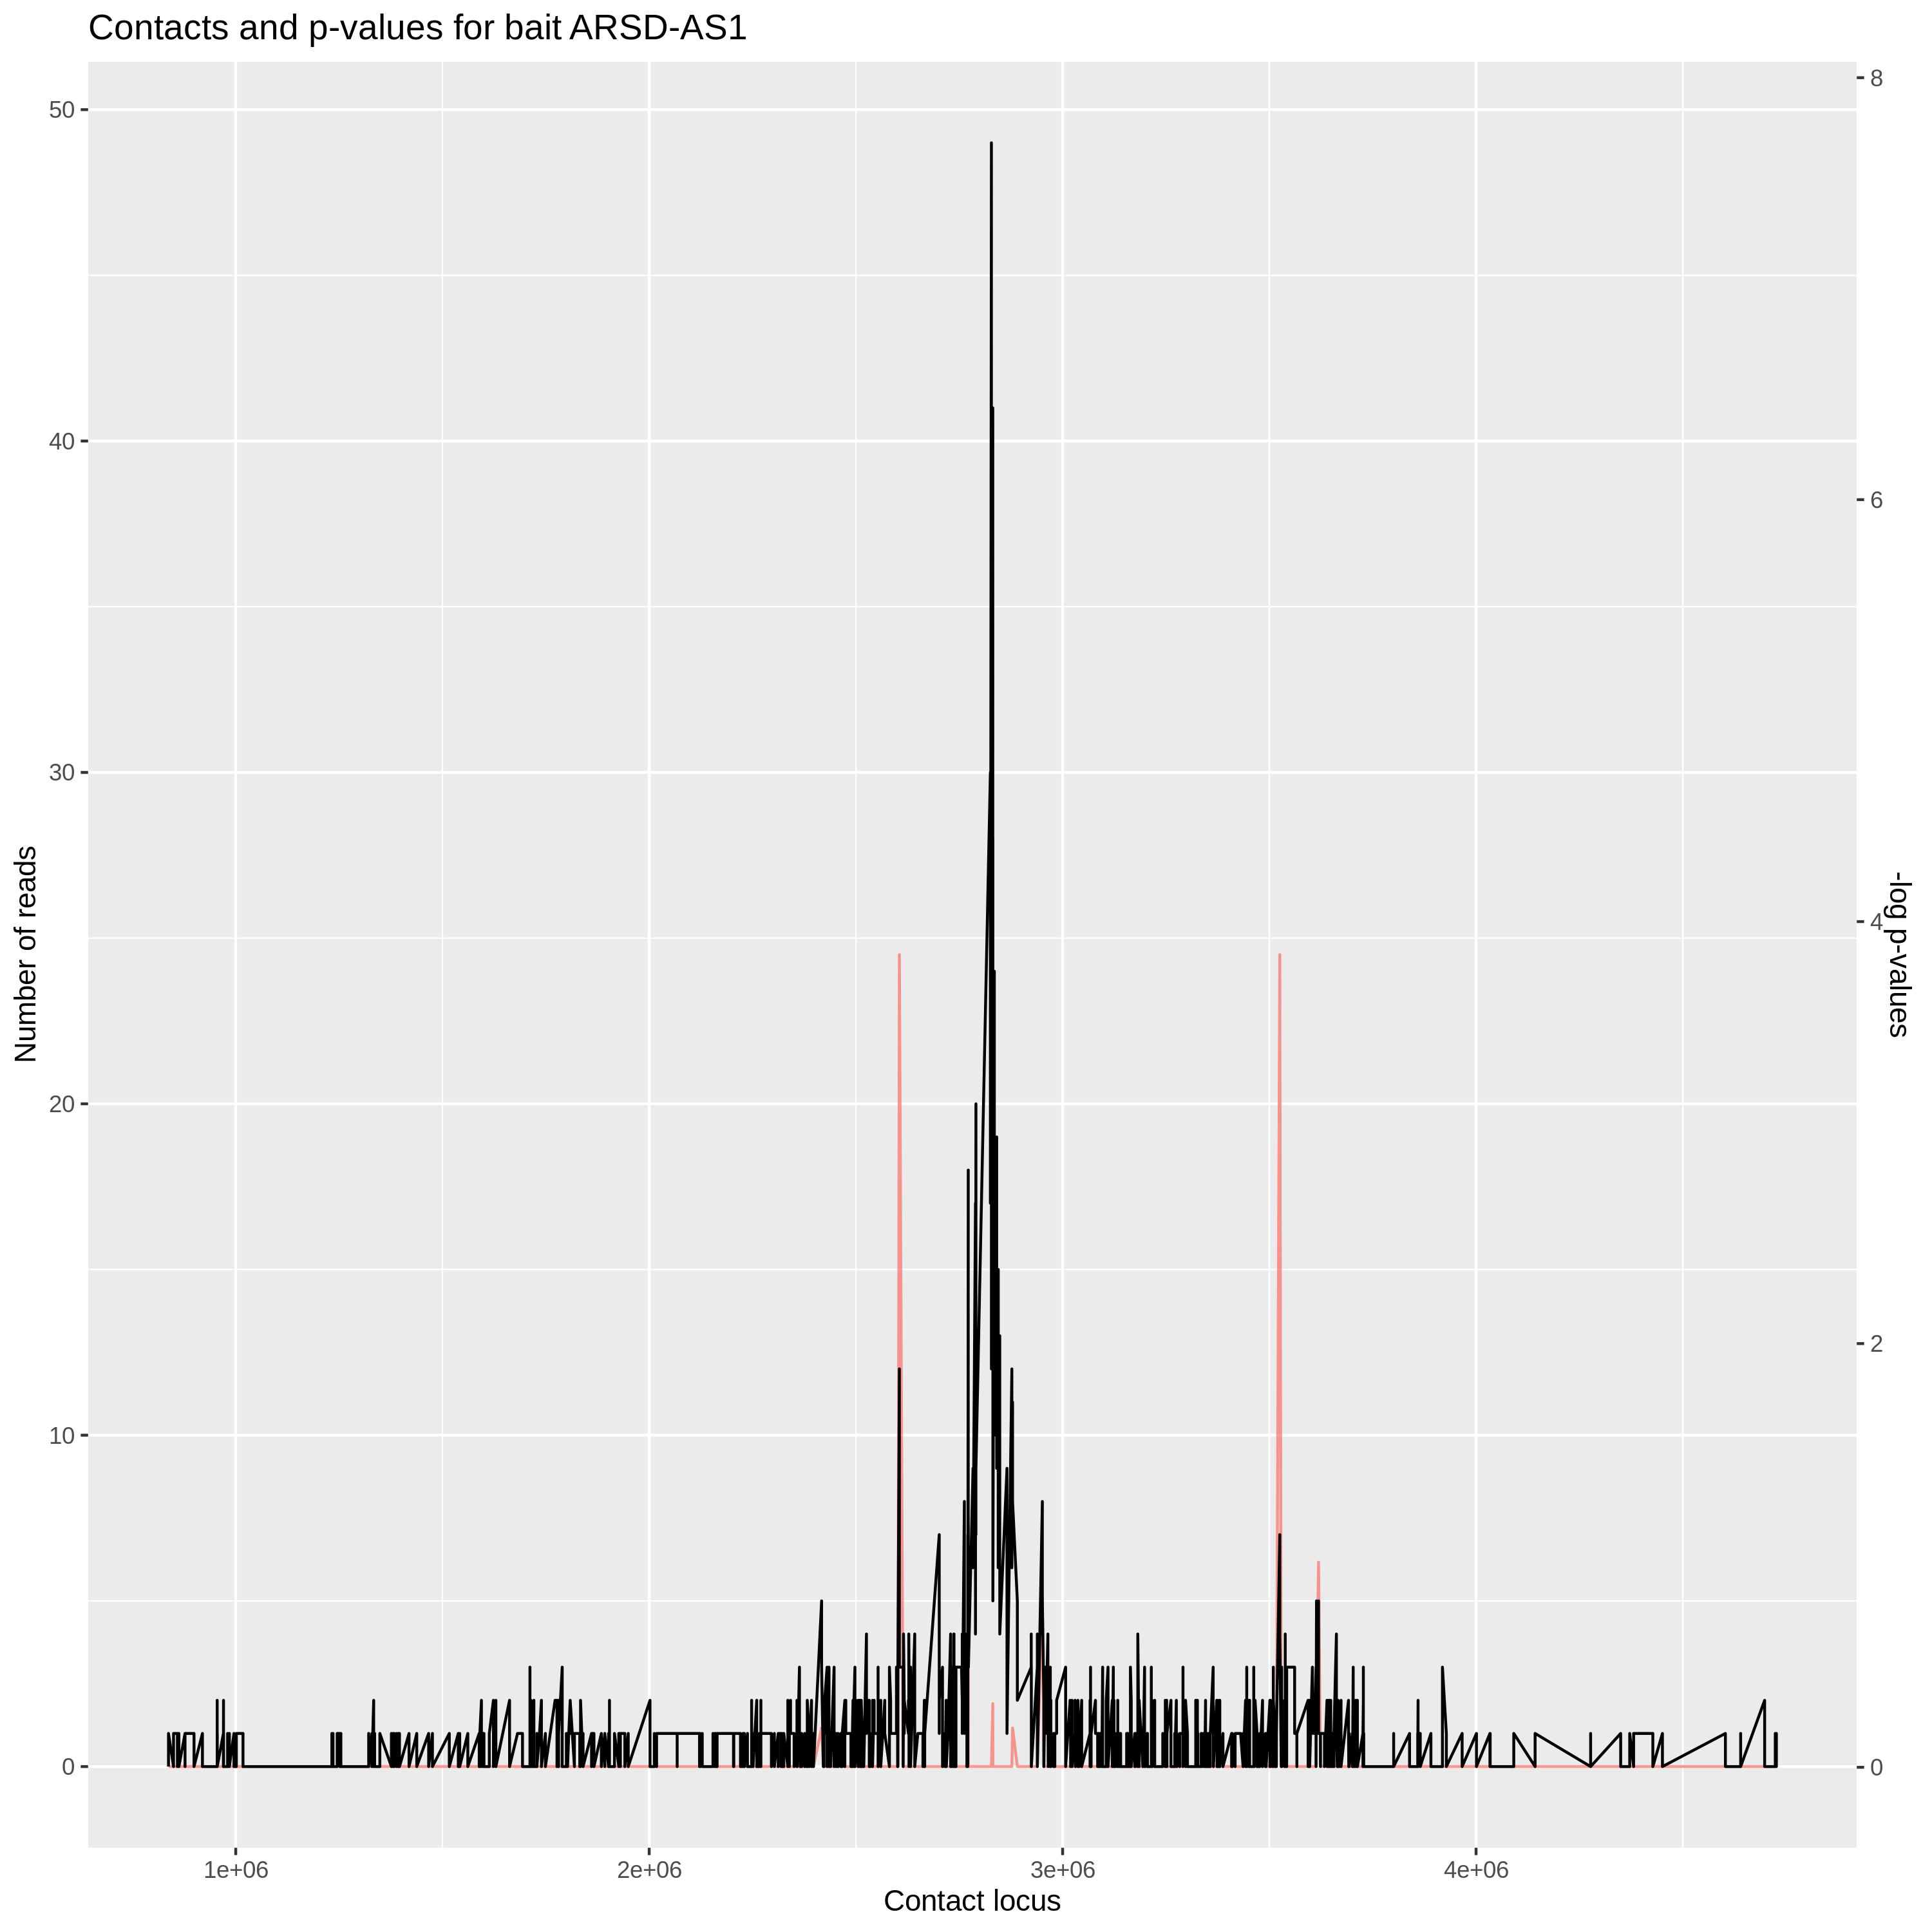 Contacts and p-values for bait ARSD-AS1
50
40
30
20
10
0
Number of reads
8
6
4
2
0
-log p-values
1e+06
2e+06
3e+06
4e+06
Contact locus